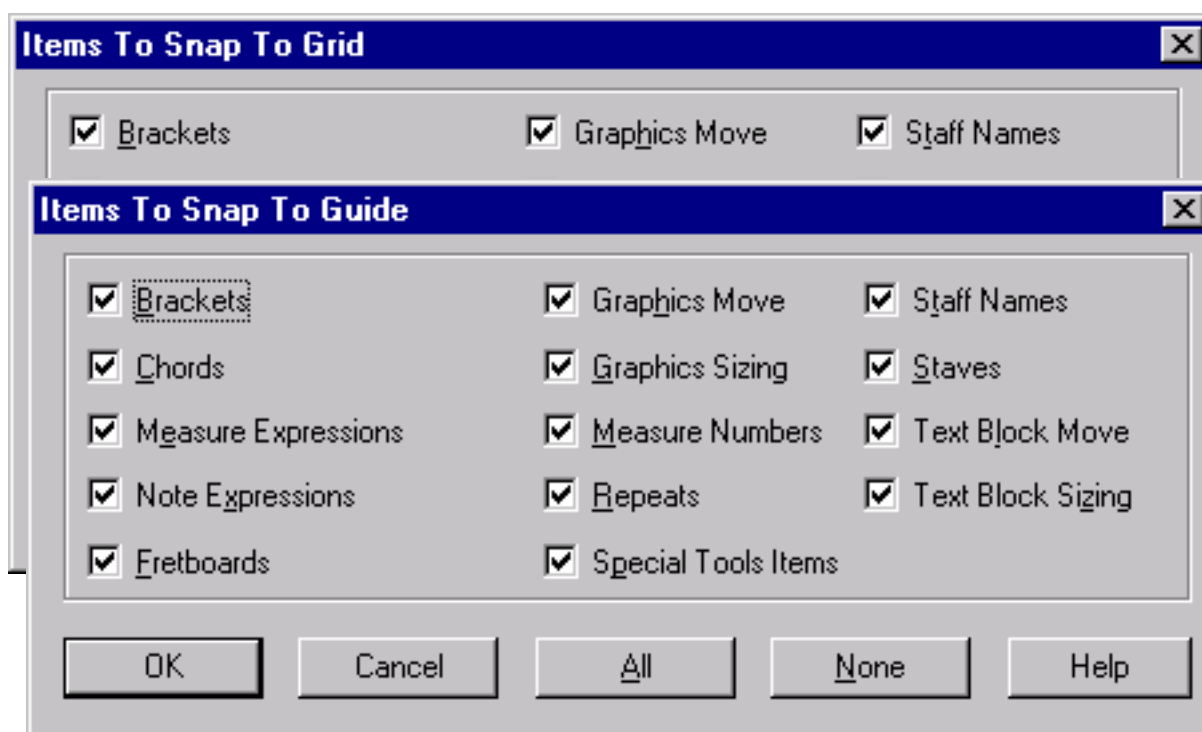 Items To Snap To Grid
Brackets Graphics Move Staff Names
Items To Snap To Guide
Brackets Graphics Move Staff Names
Chords Graphics Sizing Staves
Measure Expressions Measure Numbers Text Block Move
Note Expressions Repeats Text Block Sizing
Fretboards Special Tools Items
OK Cancel All None Help